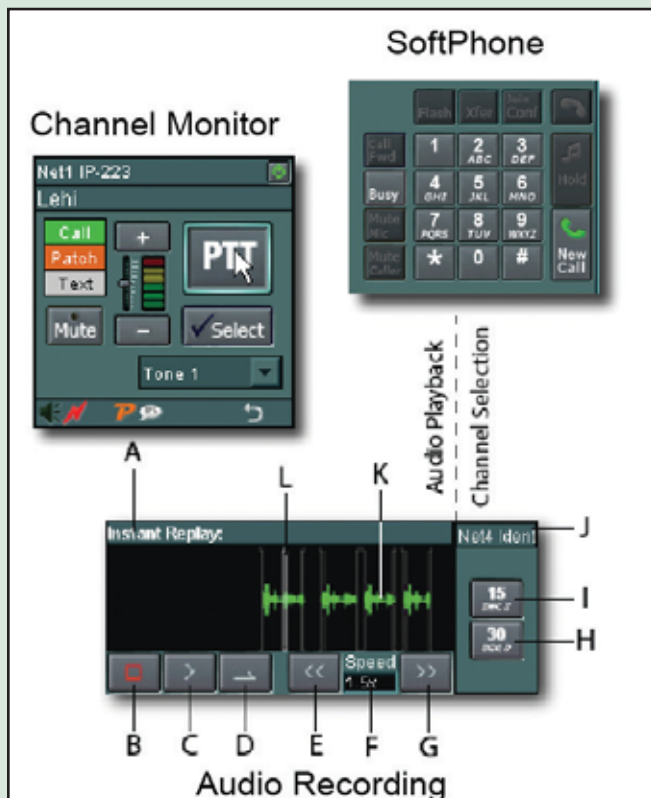 SoftPhone
Flash Xfer Join Conf
Call Fwd 1 2 ABC 3 DEF Hold
Busy 4 GHI 5 JKL 6 MNO
Mute Mic 7 PQRS 8 TUV 9 WXYZ New Call
Mute Caller * 0 #
Channel Monitor
Net1 IP-223
Lehi
Call + PTT
Patch
Text
Mute − Select
Tone 1
Audio Playback
Channel Selection
A
L
K
Instant Replay:
Net4 Ident
J
15
I
30
H
<< Speed >>
B C D E F G
Audio Recording